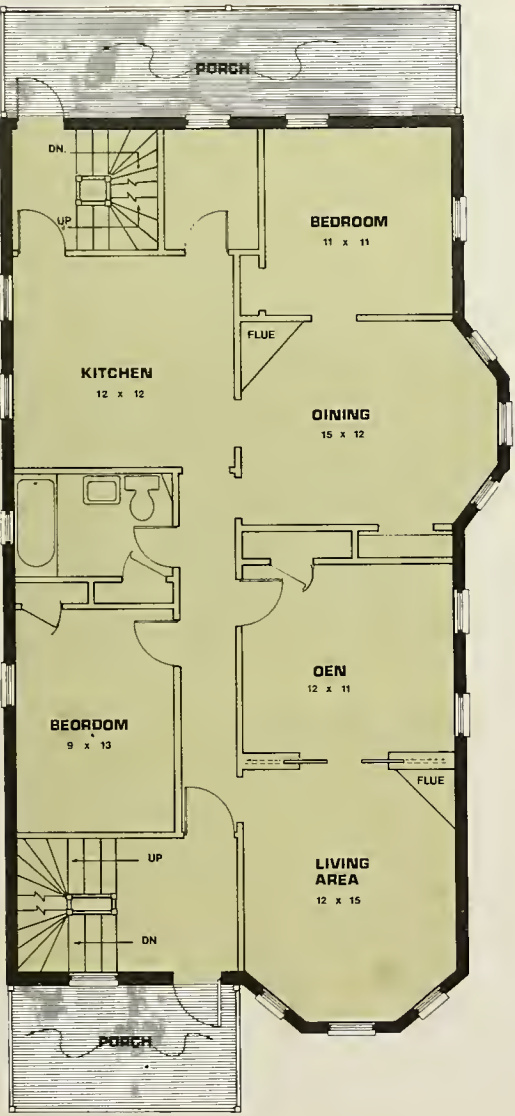 PORCH
DN.
UP
BEDROOM
11 x 11
FLUE
KITCHEN
12 x 12
OINING
15 x 12
OEN
12 x 11
BEORDOM
9 x 13
FLUE
UP
LIVING
AREA
12 x 15
DN
PORCH